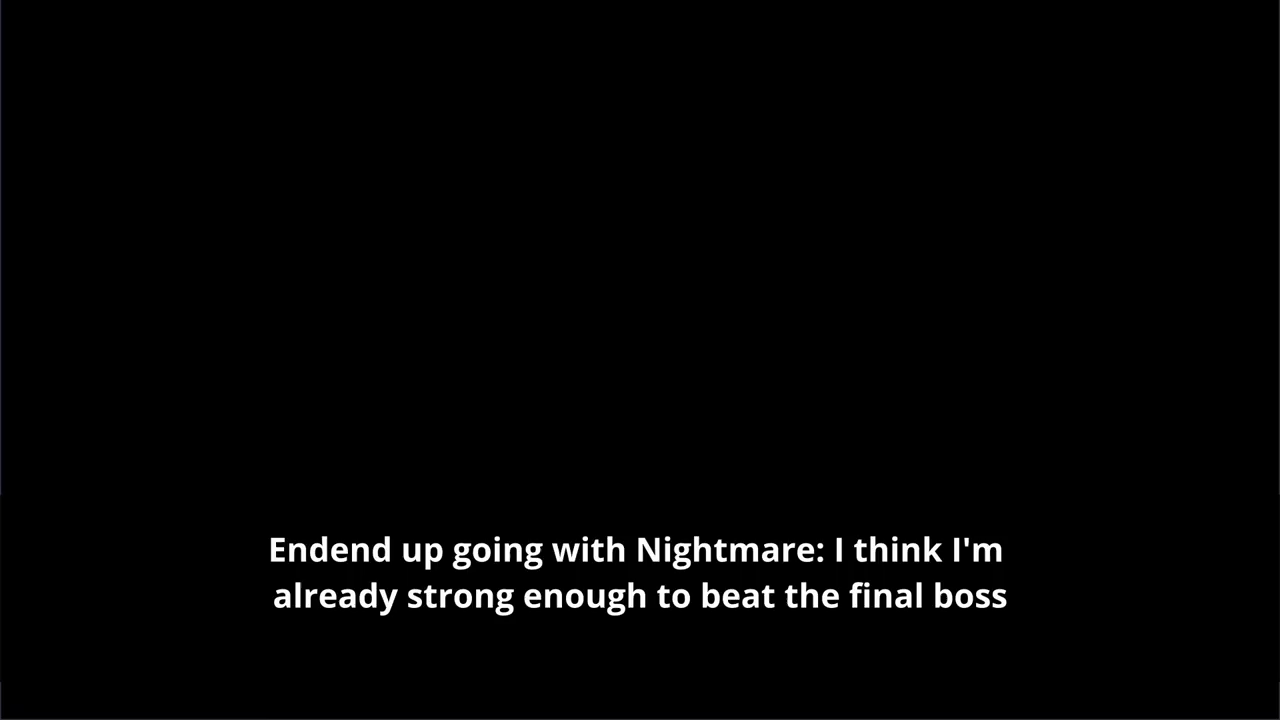 Endend up going with Nightmare: I think I'm
already strong enough to beat the final boss